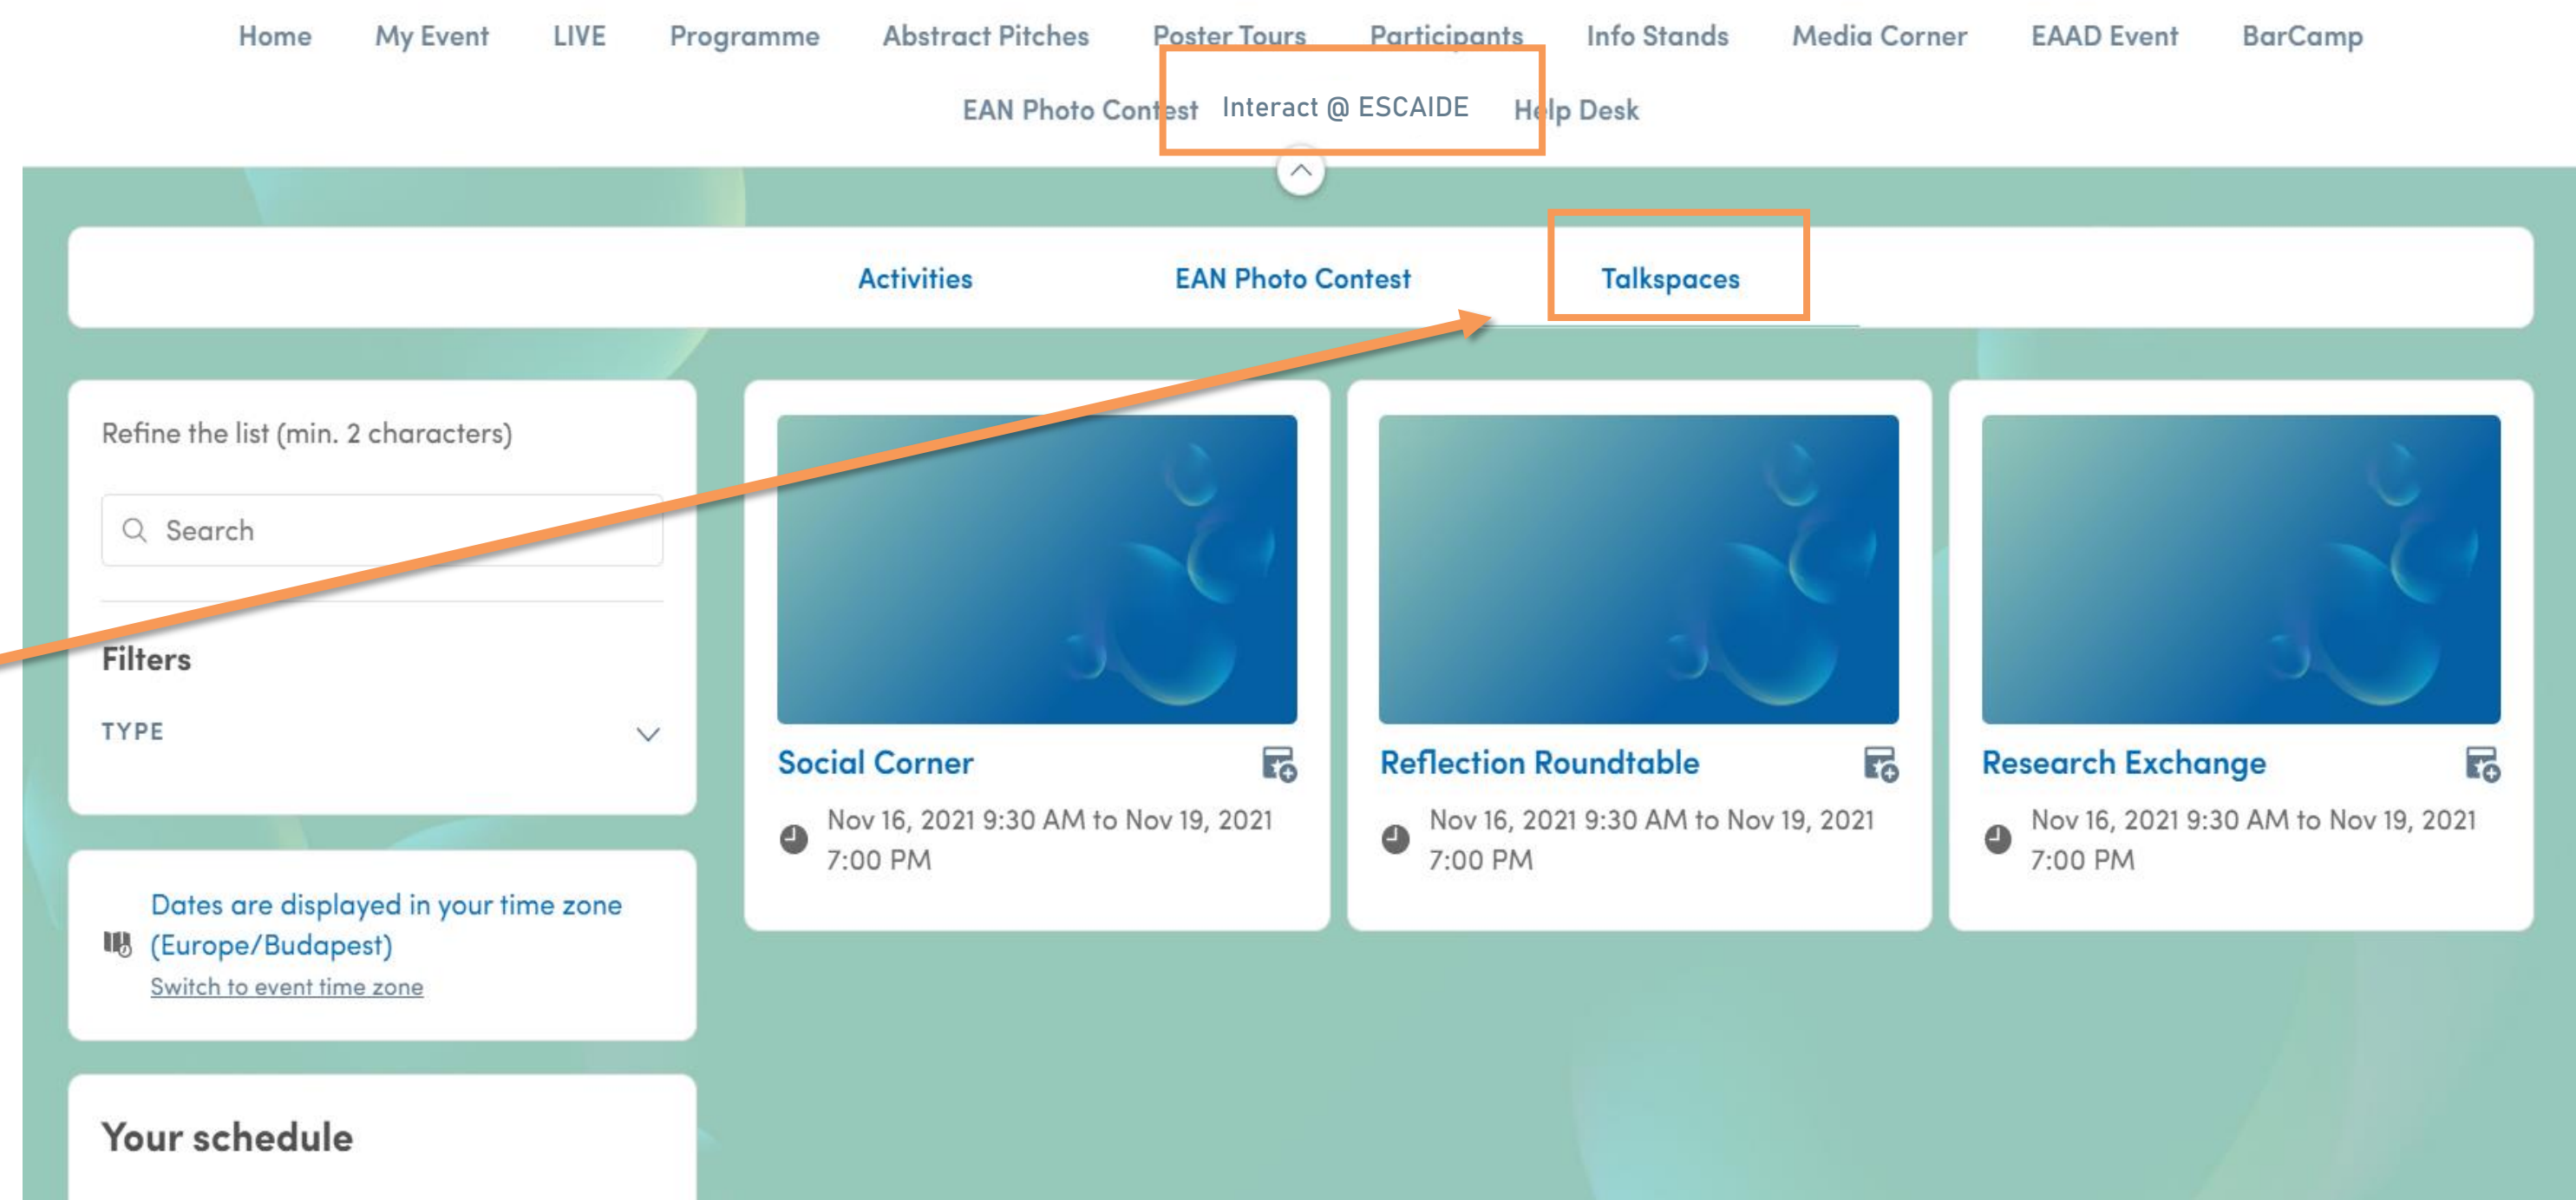 Home My Event LIVE Programme Abstract Pitches Poster Tours Participants Info Stands Media Corner EAAD Event BarCamp
EAN Photo Contest Interact @ ESCAIDE Help Desk
Activities EAN Photo Contest Talkspaces
Refine the list (min. 2 characters)
Search
Filters
TYPE
Dates are displayed in your time zone
(Europe/Budapest)
Switch to event time zone
Your schedule
Social Corner
Nov 16, 2021 9:30 AM to Nov 19, 2021
7:00 PM
Reflection Roundtable
Nov 16, 2021 9:30 AM to Nov 19, 2021
7:00 PM
Research Exchange
Nov 16, 2021 9:30 AM to Nov 19, 2021
7:00 PM